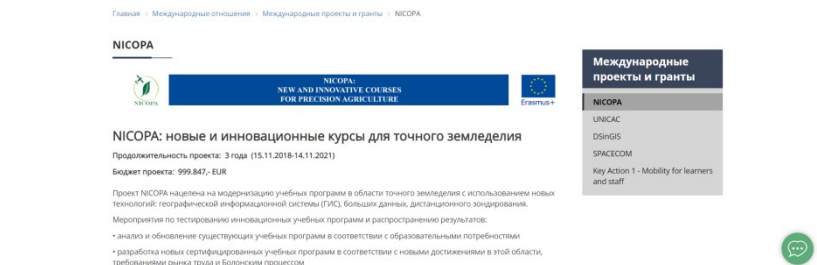 Главная > Международные отношения > Международные проекты и гранты > NICOPA
NICOPA
Международные
проекты и гранты
NICOPA:
NEW AND INNOVATIVE COURSES
FOR PRECISION AGRICULTURE
NICOPA
Erasmus+
NICOPA
UNICAC
DSinGIS
SPACECOM
Key Action 1 - Mobility for learners
and staff
NICOPA: новые и инновационные курсы для точного земледелия
Продолжительность проекта: 3 года (15.11.2018-14.11.2021)
Бюджет проекта: 999.847,- EUR
Проект NICOPA нацелена на модернизацию учебных программ в области точного земледелия с использованием новых
технологий: географической информационной системы (ГИС), больших данных, дистанционного зондирования.
Мероприятия по тестированию инновационных учебных программ и распространению результатов:
• анализ и обновление существующих учебных программ в соответствии с образовательными потребностями
• разработка новых сертифицированных учебных программ в соответствии с новыми достижениями в этой области,
требованиями рынка труда и Болонским процессом